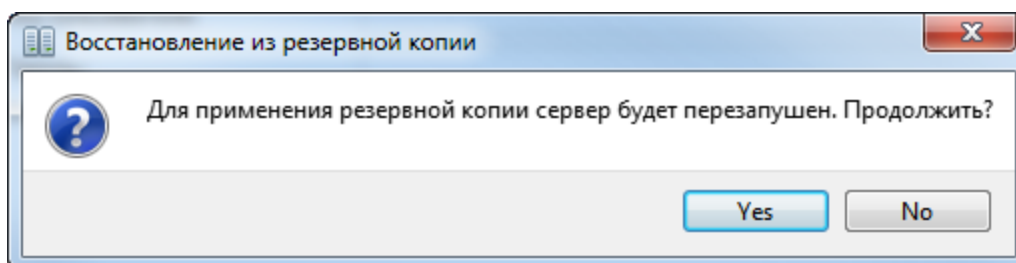 Восстановление из резервной копии
Для применения резервной копии сервер будет перезапушен. Продолжить?
Yes No